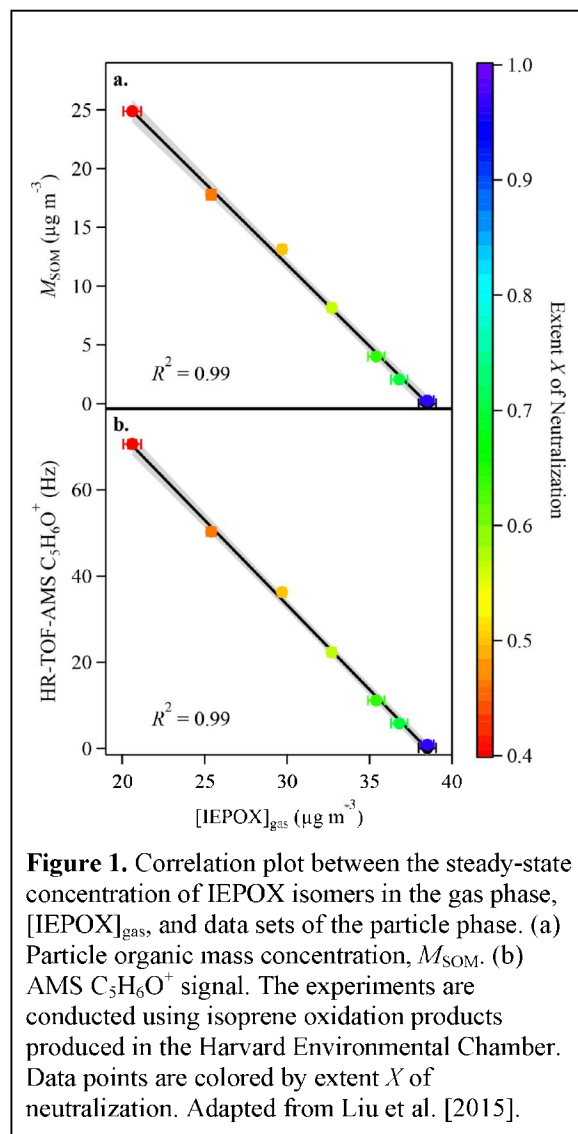 a.
25
20
15
10
5
0
M_SOM (µg m⁻³)
R² = 0.99
b.
60
40
20
0
HR-TOF-AMS C₅H₆O⁺ (Hz)
R² = 0.99
20
25
30
35
40
[IEPOX]gas (µg m⁻³)
1.0
0.9
0.8
0.7
0.6
0.5
0.4
Extent X of Neutralization
Figure 1. Correlation plot between the steady-state
concentration of IEPOX isomers in the gas phase,
[IEPOX]gas, and data sets of the particle phase. (a)
Particle organic mass concentration, M_SOM. (b)
AMS C₅H₆O⁺ signal. The experiments are
conducted using isoprene oxidation products
produced in the Harvard Environmental Chamber.
Data points are colored by extent X of
neutralization. Adapted from Liu et al. [2015].